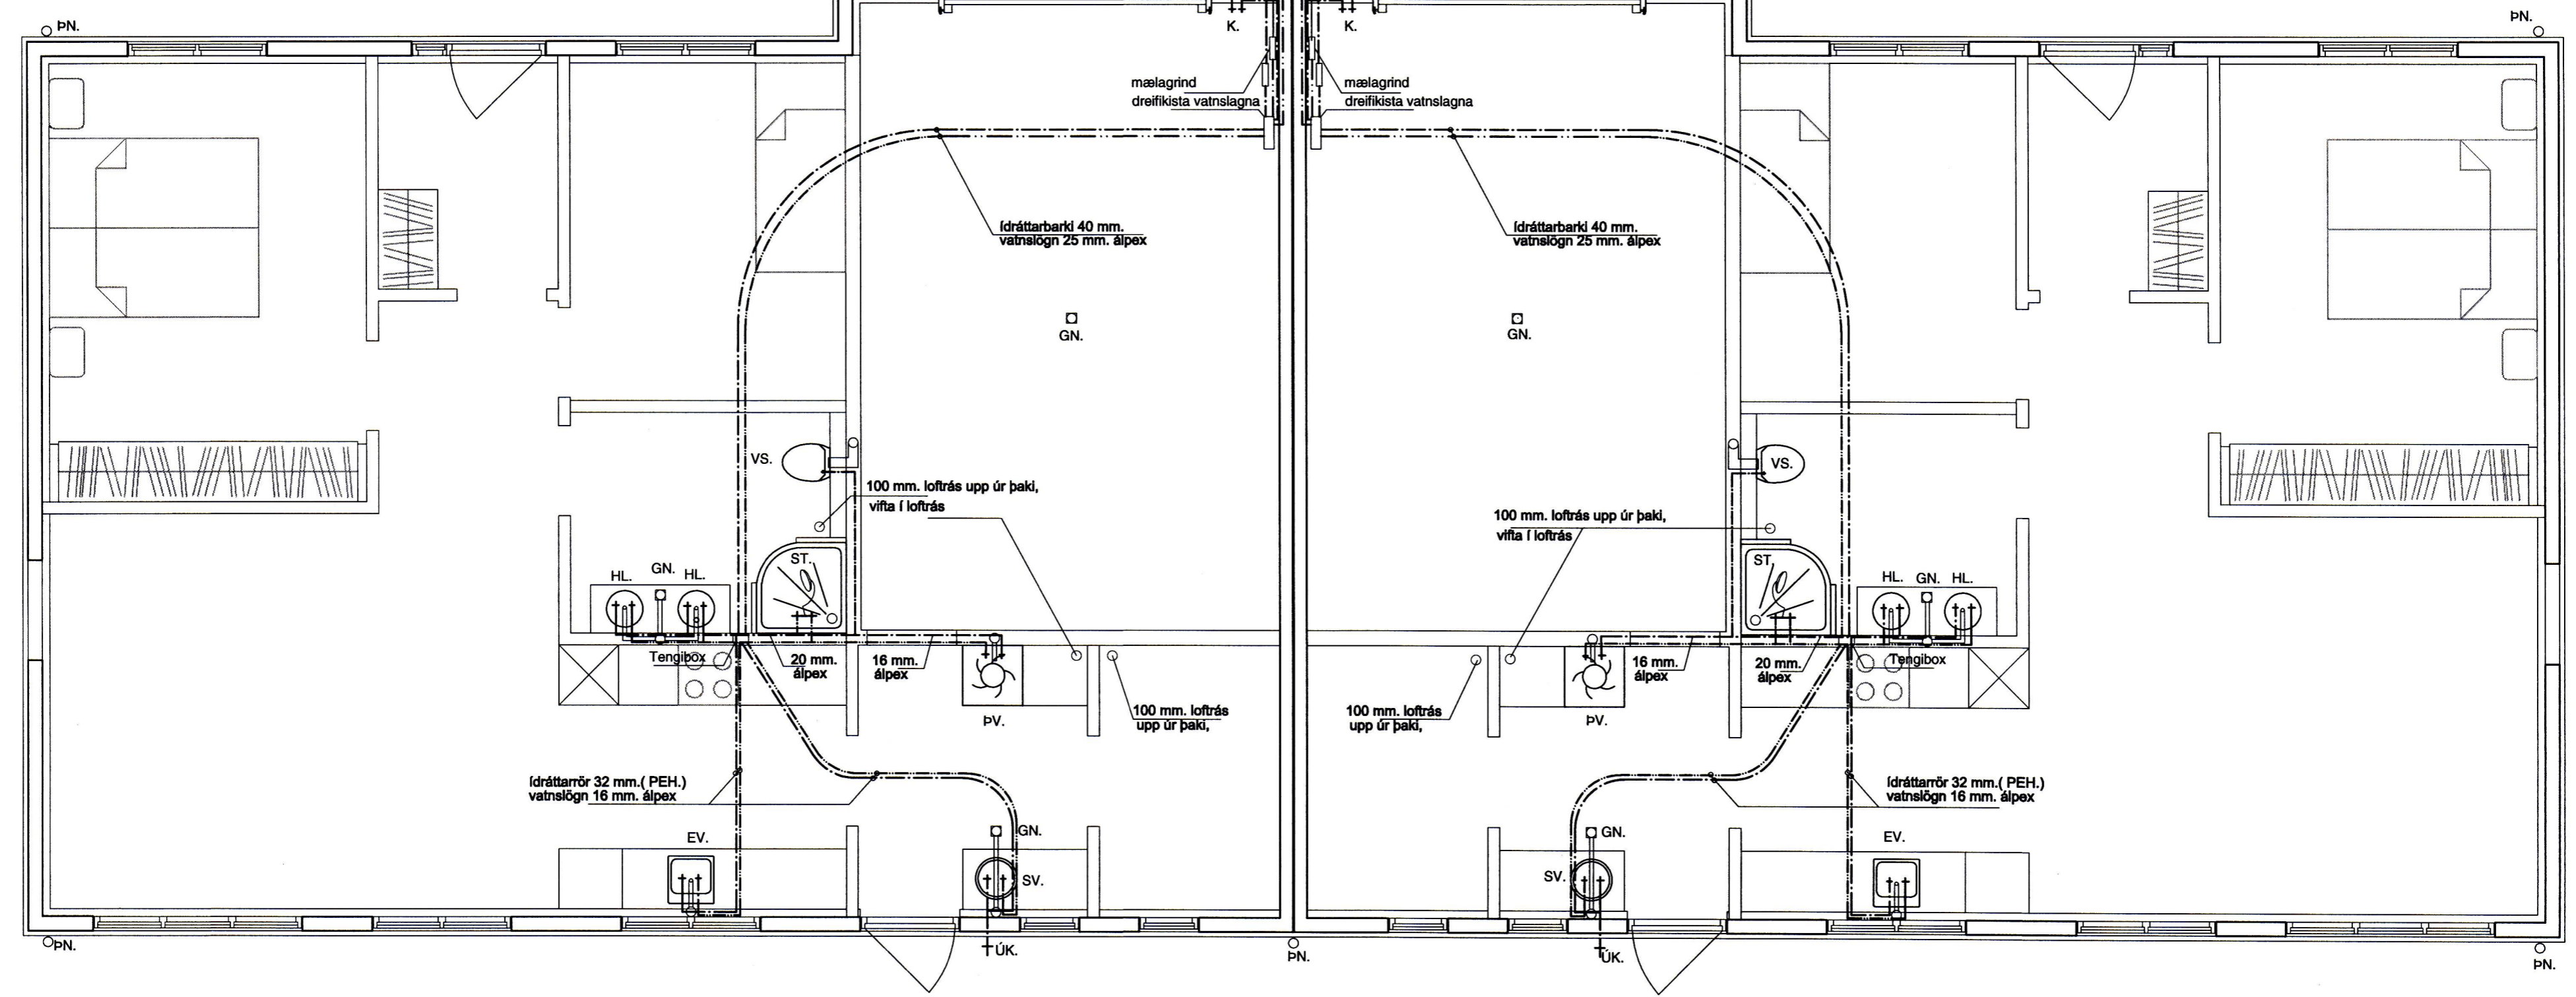 ÞN.
K.
K.
ÞN.
mælagrind
dreifikista vatnslagna
mælagrind
dreifikista vatnslagna
ídráttarbarki 40 mm.
vatnslögn 25 mm. álpex
ídráttarbarki 40 mm.
vatnslögn 25 mm. álpex
GN.
GN.
VS.
VS.
100 mm. loftrás upp úr þaki,
vifta í loftrás
100 mm. loftrás upp úr þaki,
vifta í loftrás
ST.
ST.
HL.
GN.
HL.
HL.
GN.
HL.
Tengibox
20 mm.
álpex
16 mm.
álpex
16 mm.
álpex
20 mm.
álpex
Tengibox
ÞV.
100 mm. loftrás
upp úr þaki,
100 mm. loftrás
upp úr þaki,
ÞV.
ídráttarrör 32 mm.( PEH.)
vatnslögn 16 mm. álpex
ídráttarrör 32 mm.( PEH.)
vatnslögn 16 mm. álpex
EV.
GN.
GN.
EV.
SV.
SV.
ÞN.
ÚK.
ÞN.
ÚK.
ÞN.